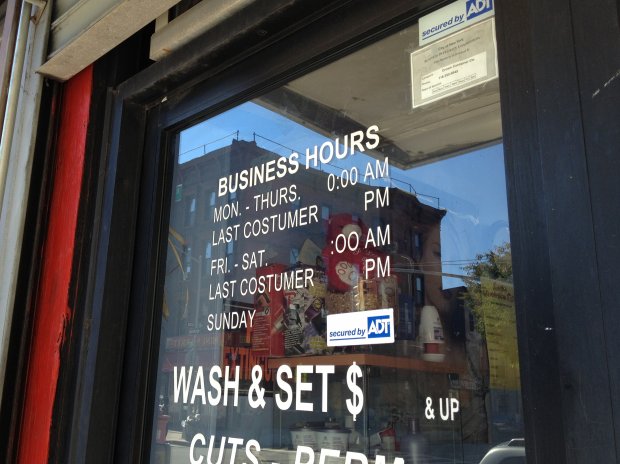 secured by ADT
BUSINESS HOURS
MON. - THURS. 0:00 AM
LAST COSTUMER PM
FRI. - SAT. :OO AM
LAST COSTUMER PM
SUNDAY
secured by ADT
WASH & SET $ & UP
CUTS - PERM